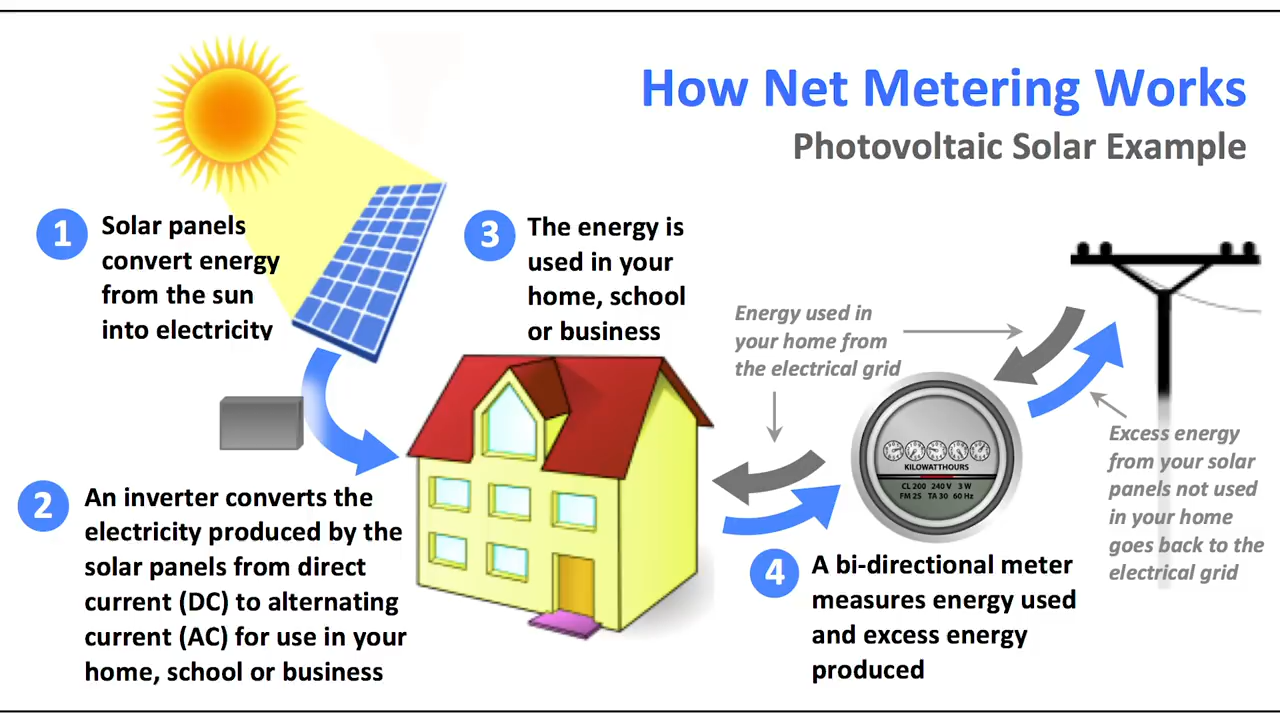 How Net Metering Works
Photovoltaic Solar Example
1
Solar panels
convert energy
from the sun
into electricity
2
An inverter converts the
electricity produced by the
solar panels from direct
current (DC) to alternating
current (AC) for use in your
home, school or business
3
The energy is
used in your
home, school
or business
Energy used in
your home from
the electrical grid
KILOWATTHOURS
CL 200 240 V 3 W
FM 2S TA 30 60 Hz
4
A bi-directional meter
measures energy used
and excess energy
produced
Excess energy
from your solar
panels not used
in your home
goes back to the
electrical grid